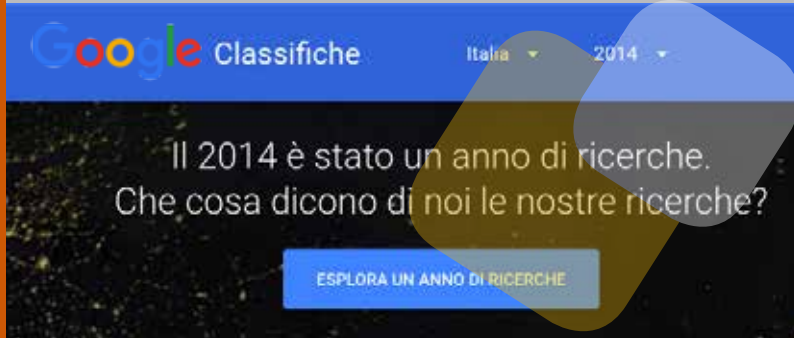 Google Classifiche Italia 2014
Il 2014 è stato un anno di ricerche.
Che cosa dicono di noi le nostre ricerche?
ESPLORA UN ANNO DI RICERCHE